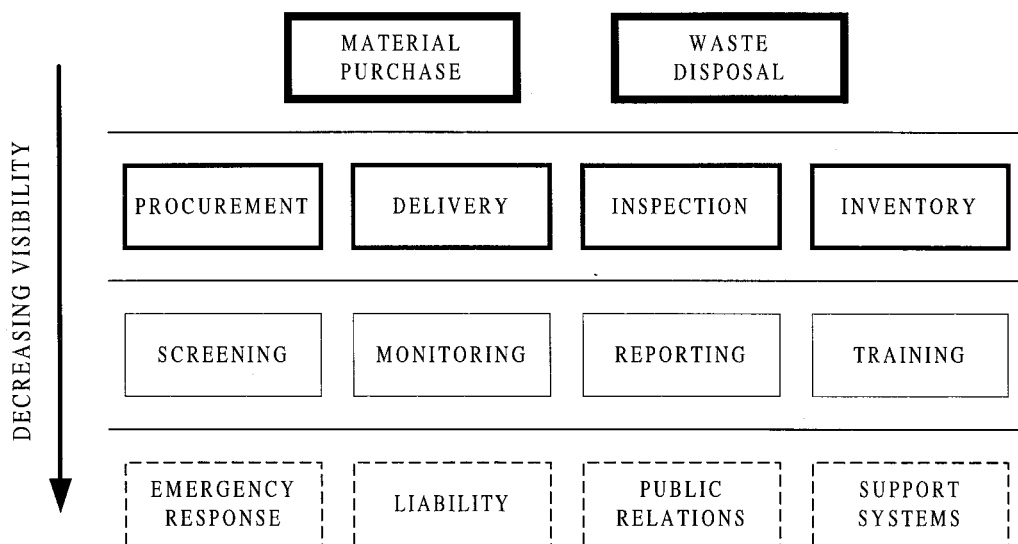 MATERIAL
PURCHASE
WASTE
DISPOSAL
DECREASING VISIBILITY
PROCUREMENT
DELIVERY
INSPECTION
INVENTORY
SCREENING
MONITORING
REPORTING
TRAINING
EMERGENCY
RESPONSE
LIABILITY
PUBLIC
RELATIONS
SUPPORT
SYSTEMS